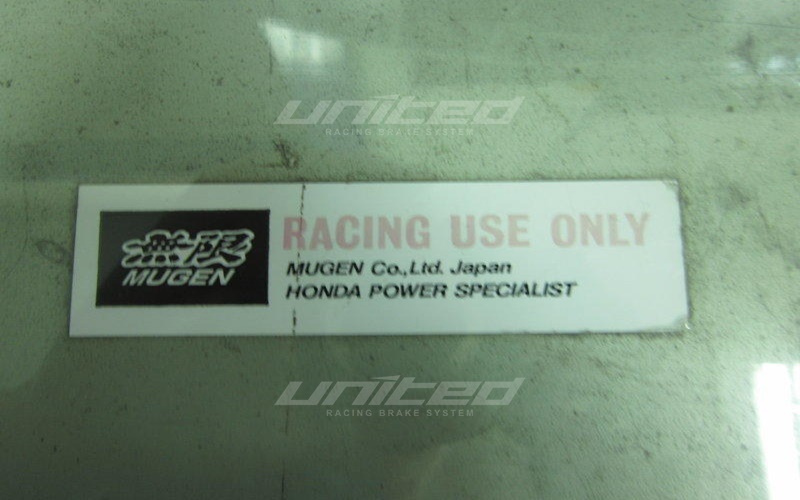 united
RACING BRAKE SYSTEM
無限
MUGEN
RACING USE ONLY
MUGEN Co.,Ltd. Japan
HONDA POWER SPECIALIST
united
RACING BRAKE SYSTEM